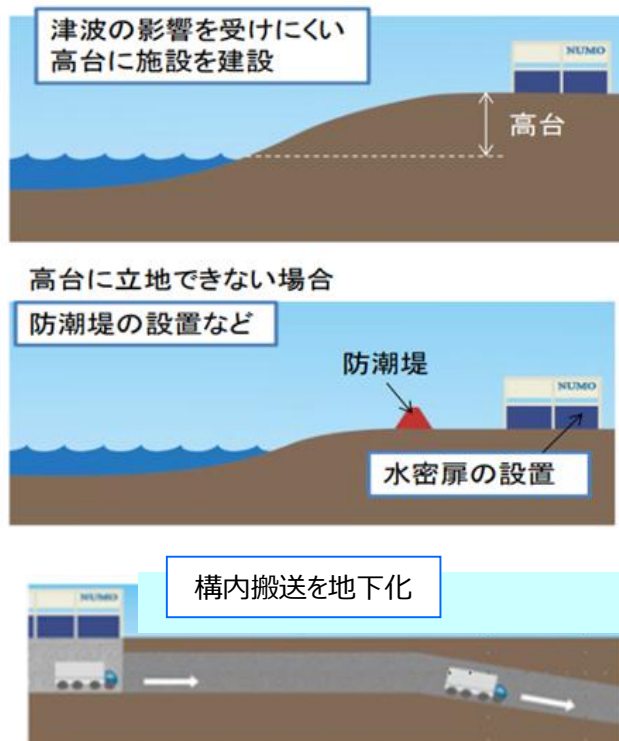 津波の影響を受けにくい
高台に施設を建設
NUMO
高台
高台に立地できない場合
防潮堤の設置など
防潮堤
NUMO
水密扉の設置
構内搬送を地下化
NUMO